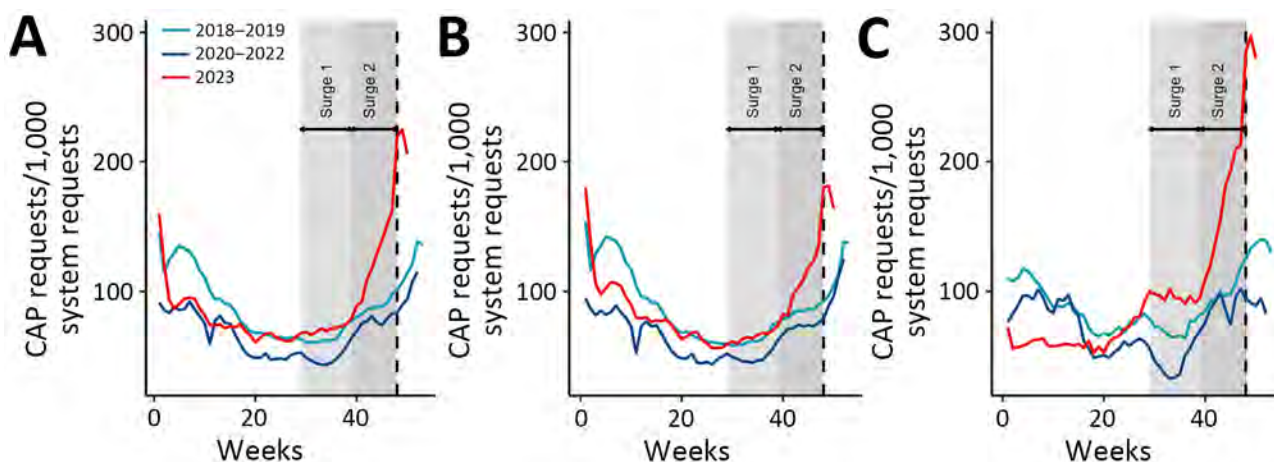 A
CAP requests/1,000
system requests
300
200
100
2018–2019
2020–2022
2023
Surge 1
Surge 2
0
20
40
Weeks
B
CAP requests/1,000
system requests
300
200
100
Surge 1
Surge 2
0
20
40
Weeks
C
CAP requests/1,000
system requests
300
200
100
Surge 1
Surge 2
0
20
40
Weeks